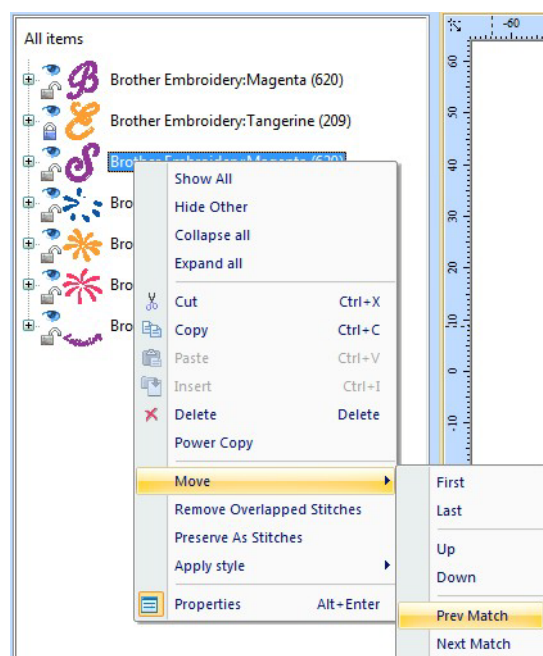 All items
-60
Brother Embroidery:Magenta (620)
Brother Embroidery:Tangerine (209)
Brother Embroidery:Magenta (620)
Bro
Bro
Bro
Bro
Show All
Hide Other
Collapse all
Expand all
Cut Ctrl+X
Copy Ctrl+C
Paste Ctrl+V
Insert Ctrl+I
Delete Delete
Power Copy
Move
Remove Overlapped Stitches
Preserve As Stitches
Apply style
Properties Alt+Enter
First
Last
Up
Down
Prev Match
Next Match
60
50
40
30
20
10
0
-10
B
E
S